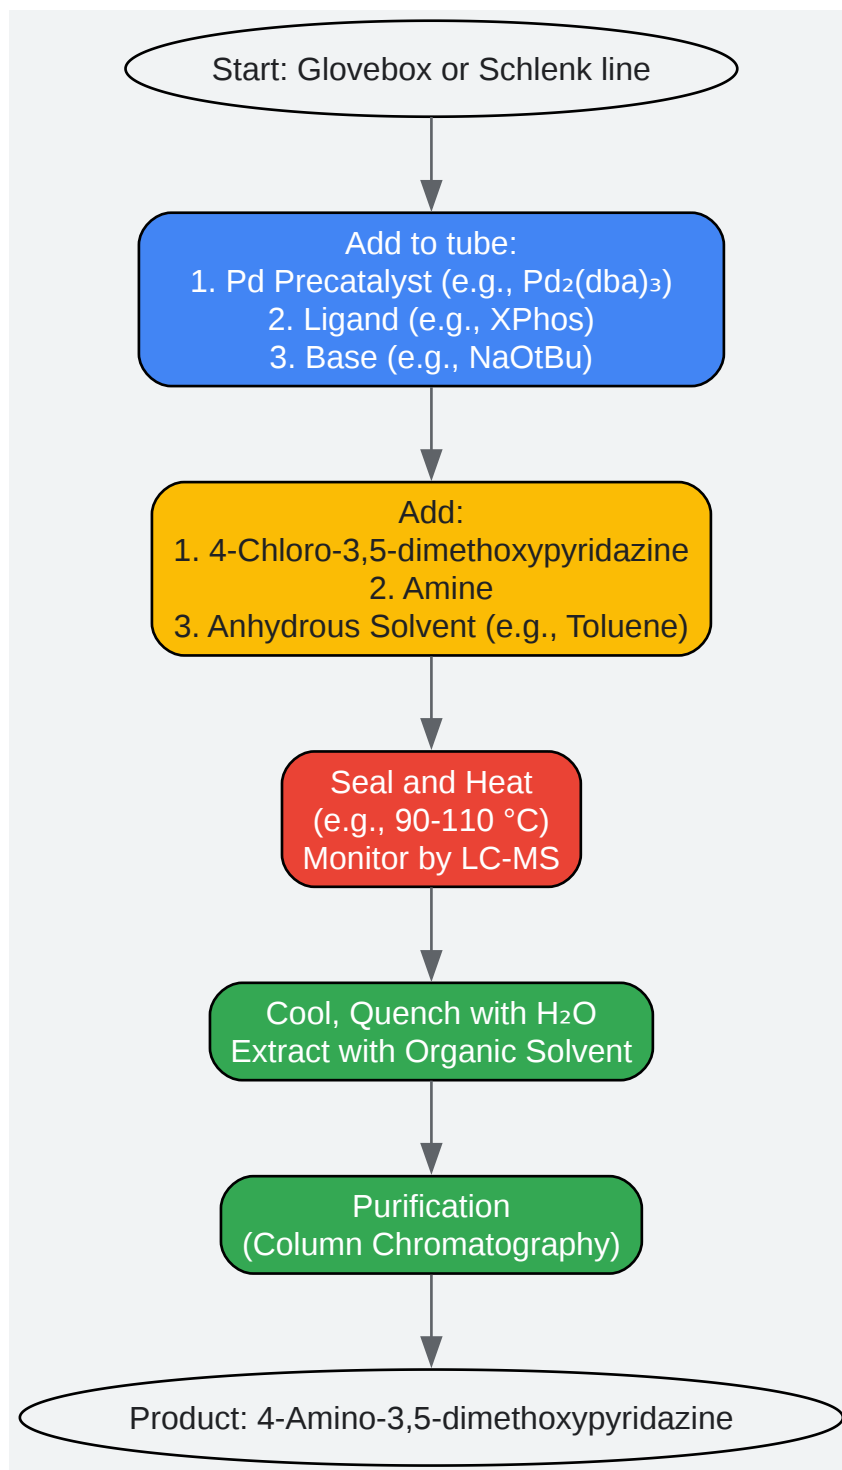 Start: Glovebox or Schlenk line
Add to tube:
1. Pd Precatalyst (e.g., Pd₂(dba)₃)
2. Ligand (e.g., XPhos)
3. Base (e.g., NaOtBu)
Add:
1. 4-Chloro-3,5-dimethoxypyridazine
2. Amine
3. Anhydrous Solvent (e.g., Toluene)
Seal and Heat
(e.g., 90-110 °C)
Monitor by LC-MS
Cool, Quench with H₂O
Extract with Organic Solvent
Purification
(Column Chromatography)
Product: 4-Amino-3,5-dimethoxypyridazine